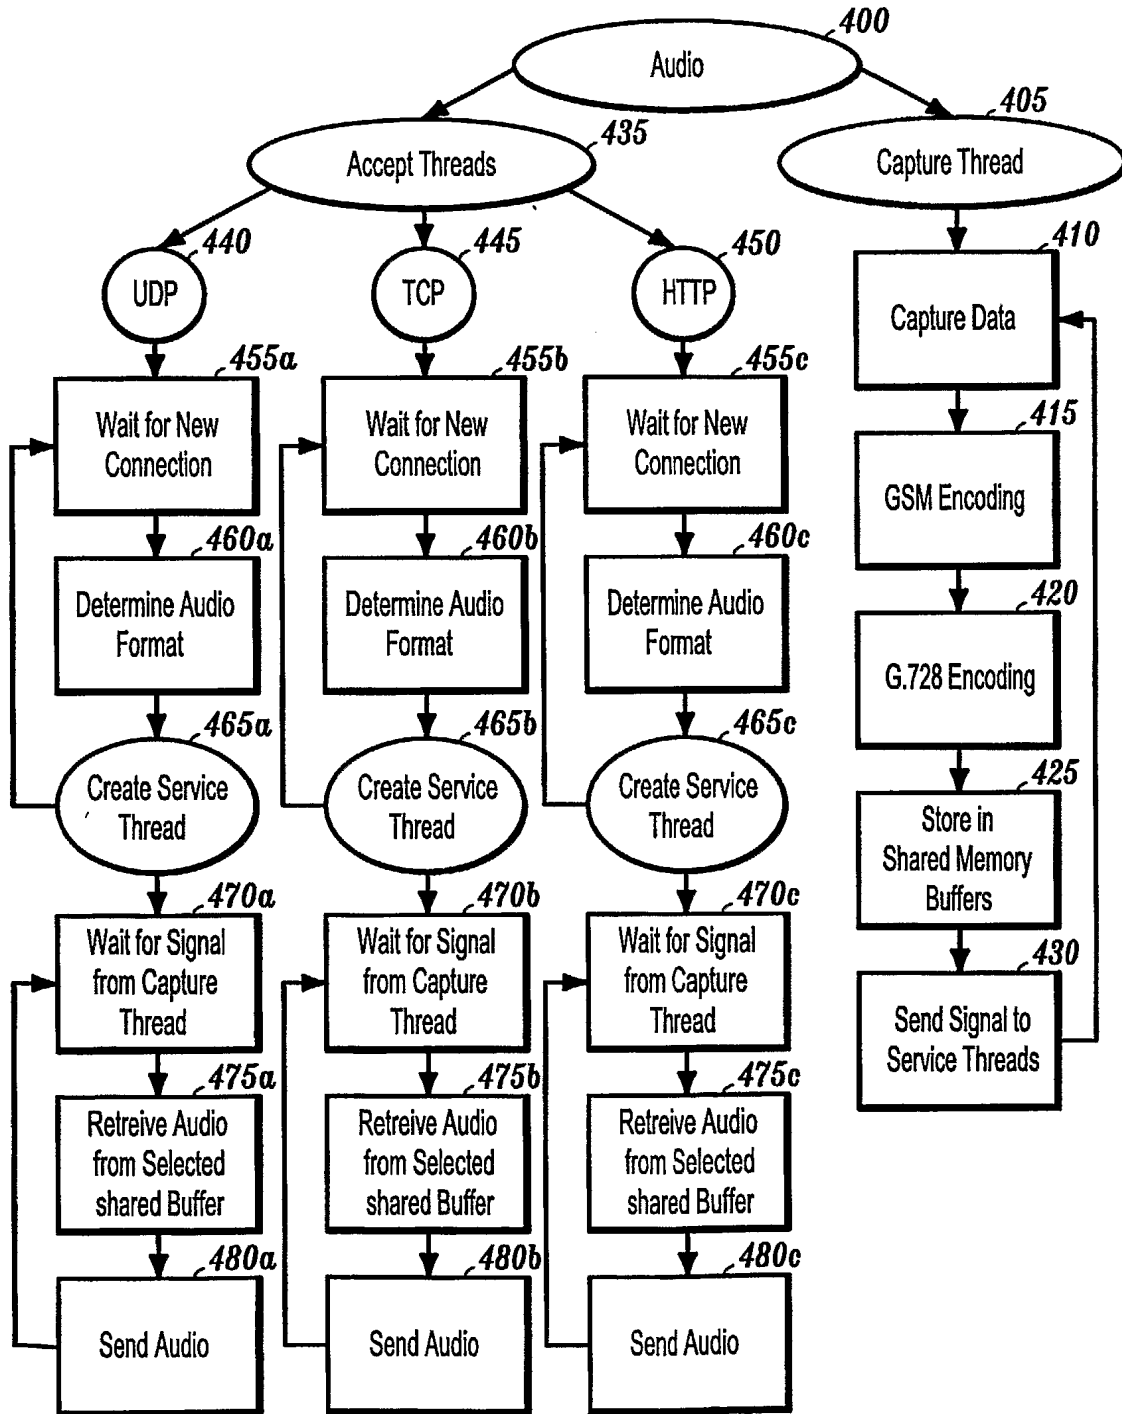 400
Audio
435
Accept Threads
405
Capture Thread
440
UDP
445
TCP
450
HTTP
410
Capture Data
455a
Wait for New
Connection
455b
Wait for New
Connection
455c
Wait for New
Connection
415
GSM Encoding
460a
Determine Audio
Format
460b
Determine Audio
Format
460c
Determine Audio
Format
420
G.728 Encoding
465a
Create Service
Thread
465b
Create Service
Thread
465c
Create Service
Thread
425
Store in
Shared Memory
Buffers
470a
Wait for Signal
from Capture
Thread
470b
Wait for Signal
from Capture
Thread
470c
Wait for Signal
from Capture
Thread
430
Send Signal to
Service Threads
475a
Retreive Audio
from Selected
shared Buffer
475b
Retreive Audio
from Selected
shared Buffer
475c
Retreive Audio
from Selected
shared Buffer
480a
Send Audio
480b
Send Audio
480c
Send Audio